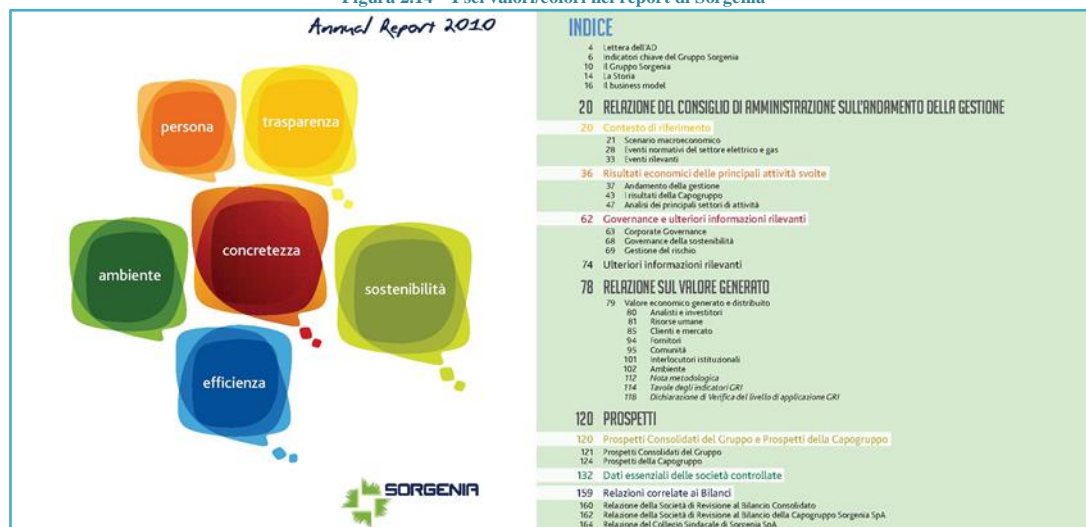 Figura 2.14 – I sei valori/colori nel report di Sorgenia
Annual Report 2010
persona
trasparenza
concretezza
ambiente
sostenibilità
efficienza
SORGENIA
INDICE
4 Lettera dell'AD
6 Indicatori chiave del Gruppo Sorgenia
10 Il Gruppo Sorgenia
14 La Storia
16 Il business model
20 RELAZIONE DEL CONSIGLIO DI AMMINISTRAZIONE SULL'ANDAMENTO DELLA GESTIONE
20 Contesto di riferimento
21 Scenario macroeconomico
28 Eventi normativi del settore elettrico e gas
33 Eventi rilevanti
36 Risultati economici delle principali attività svolte
37 Andamento della gestione
43 I risultati della Capogruppo
47 Analisi dei principali settori di attività
62 Governance e ulteriori informazioni rilevanti
63 Corporate Governance
68 Governance della sostenibilità
69 Gestione del rischio
74 Ulteriori informazioni rilevanti
78 RELAZIONE SUL VALORE GENERATO
79 Valore economico generato e distribuito
80 Analisti e investitori
81 Risorse umane
85 Clienti e mercato
94 Fornitori
95 Comunità
101 Interlocutori istituzionali
102 Ambiente
112 Nota metodologica
114 Tavole degli indicatori GRI
118 Dichiarazione di Verifica del livello di applicazione GRI
120 PROSPETTI
120 Prospetti Consolidati del Gruppo e Prospetti della Capogruppo
121 Prospetti Consolidati del Gruppo
124 Prospetti della Capogruppo
132 Dati essenziali delle società controllate
159 Relazioni correlate ai Bilanci
160 Relazione della Società di Revisione al Bilancio Consolidato
162 Relazione della Società di Revisione al Bilancio della Capogruppo Sorgenia SpA
164 Relazione del Collegio Sindacale di Sorgenia SpA